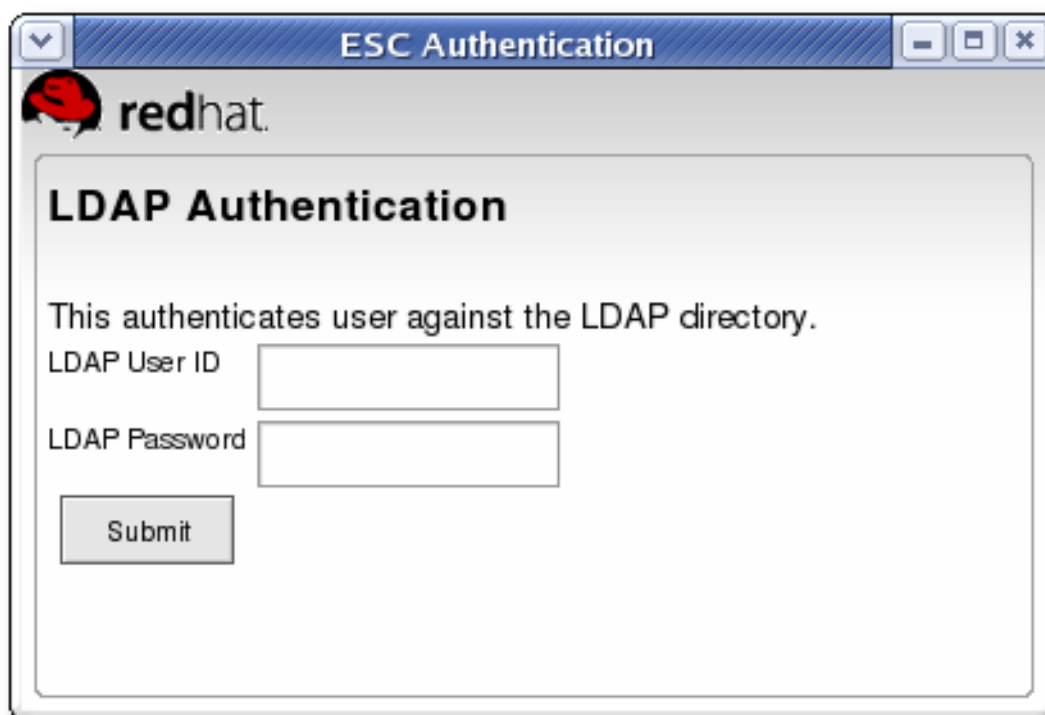 ESC Authentication
redhat.
LDAP Authentication
This authenticates user against the LDAP directory.
LDAP User ID
LDAP Password
Submit